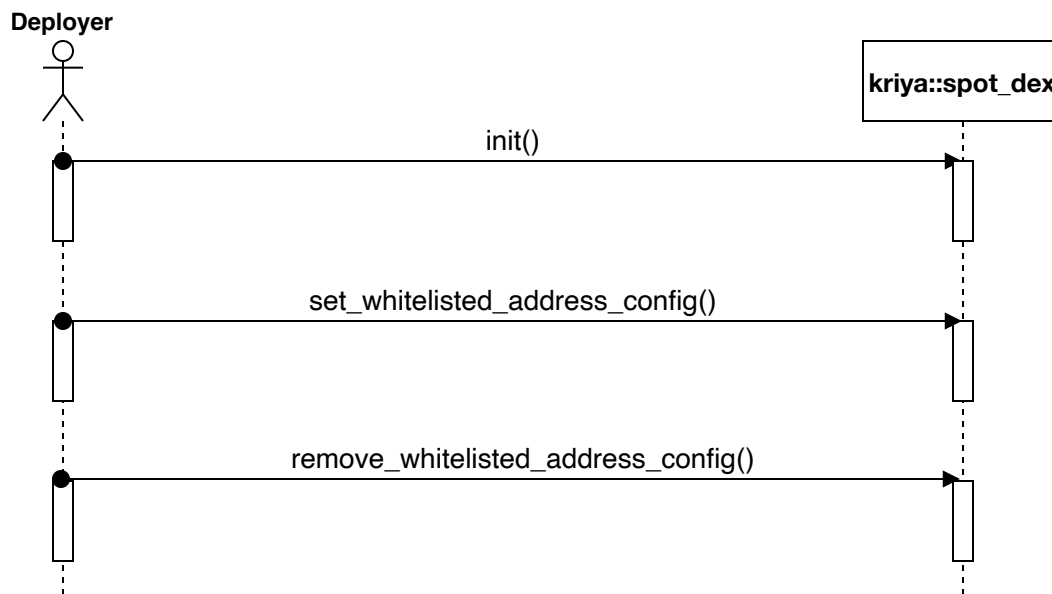 Deployer
kriya::spot_dex
init()
set_whitelisted_address_config()
remove_whitelisted_address_config()